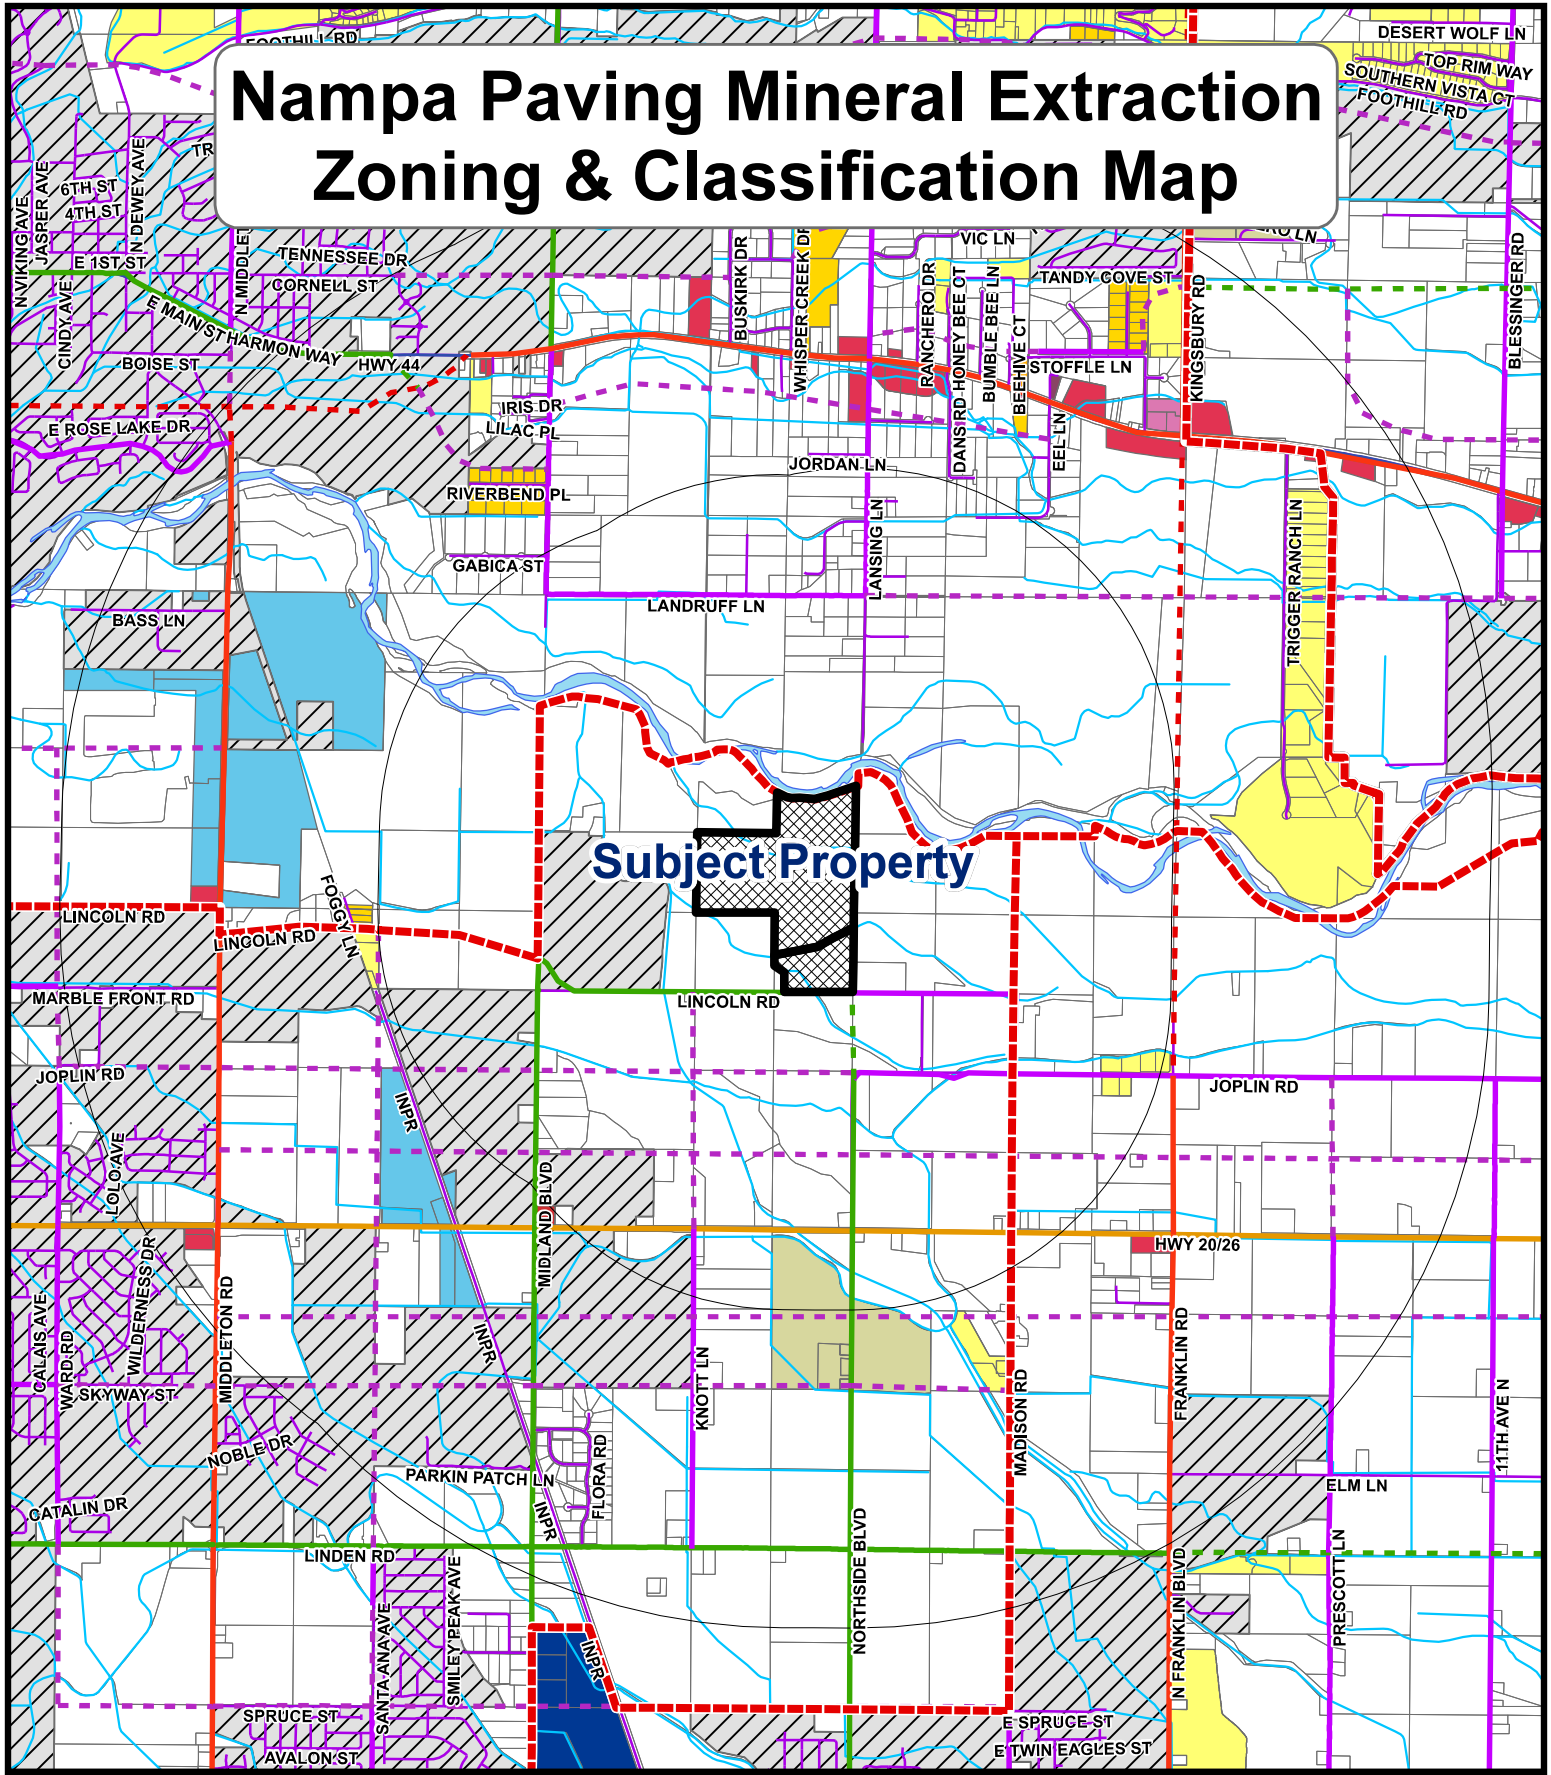 FOOTHILL RD
DESERT WOLF LN
TOP RIM WAY
SOUTHERN VISTA CT
FOOTHILL RD
Nampa Paving Mineral Extraction
Zoning & Classification Map
TR
N VIKING AVE
JASPER AVE
6TH ST
4TH ST
N DEWEY AVE
E 1ST ST
N MIDDLET
TENNESSEE DR
CORNELL ST
CINDY AVE
E MAIN ST
HARMON WAY
HWY 44
BOISE ST
E ROSE LAKE DR
IRIS DR
LILAC PL
RIVERBEND PL
GABICA ST
BUSKIRK DR
WHISPER CREEK DR
VIC LN
RANCHERO DR
HONEY BEE CT
DANS RD
BUMBLE BEE LN
BEEHIVE CT
TANDY COVE ST
STOFFLE LN
EEL LN
KINGSBURY RD
BLESSINGER RD
JORDAN LN
LANSING LN
LANDRUFF LN
TRIGGER RANCH LN
BASS LN
Subject Property
LINCOLN RD
LINCOLN RD
FOGGY LN
MARBLE FRONT RD
LINCOLN RD
JOPLIN RD
JOPLIN RD
INPR
LOLO AVE
MIDLAND BLVD
HWY 20/26
WILDERNESS DR
CALAIS AVE
WARD RD
MIDDLETON RD
SKYWAY ST
INPR
KNOTT LN
MADISON RD
FRANKLIN RD
11TH AVE N
NOBLE DR
PARKIN PATCH LN
FLORA RD
ELM LN
CATALIN DR
INPR
NORTHSIDE BLVD
LINDEN RD
SANTA ANA AVE
SMILEY PEAK AVE
N FRANKLIN BLVD
PRESCOTT LN
INPR
SPRUCE ST
AVALON ST
E SPRUCE ST
E TWIN EAGLES ST